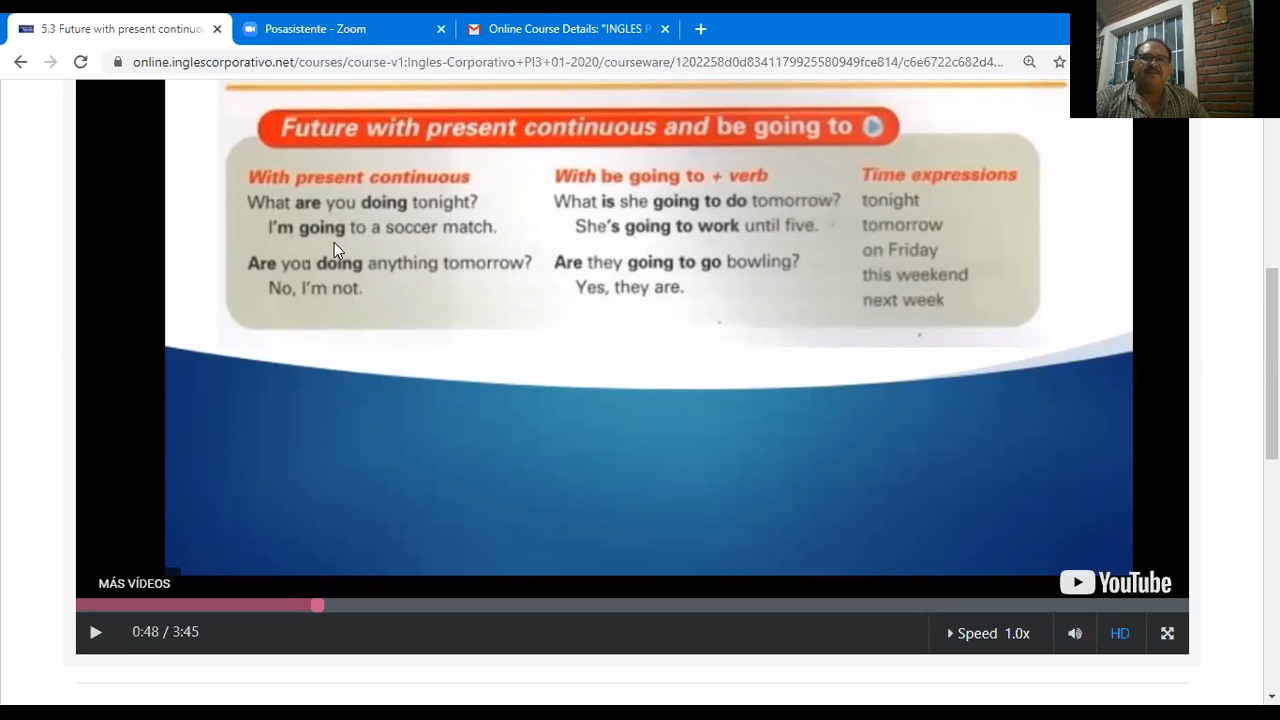 5.3 Future with present continuo
Posasistente - Zoom
Online Course Details: "INGLES P
online.inglescorporativo.net/courses/course-v1:Ingles-Corporativo+PI3+01-2020/courseware/1202258d0d8341179925580949fce814/c6e6722c682d4...
Future with present continuous and be going to
With present continuous
What are you doing tonight?
I'm going to a soccer match.
Are you doing anything tomorrow?
No, I'm not.
With be going to + verb
What is she going to do tomorrow?
She's going to work until five.
Are they going to go bowling?
Yes, they are.
Time expressions
tonight
tomorrow
on Friday
this weekend
next week
MÁS VÍDEOS
YouTube
0:48 / 3:45
Speed 1.0x
HD